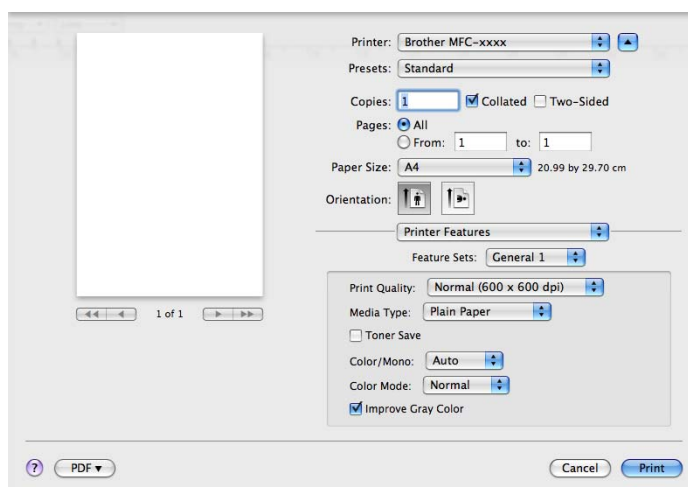 Printer: Brother MFC-xxxx
Presets: Standard
Copies: 1 Collated Two-Sided
Pages: All
From: 1 to: 1
Paper Size: A4 20.99 by 29.70 cm
Orientation:
Printer Features
Feature Sets: General 1
Print Quality: Normal (600 x 600 dpi)
Media Type: Plain Paper
Toner Save
Color/Mono: Auto
Color Mode: Normal
Improve Gray Color
1 of 1
? PDF ▾ Cancel Print